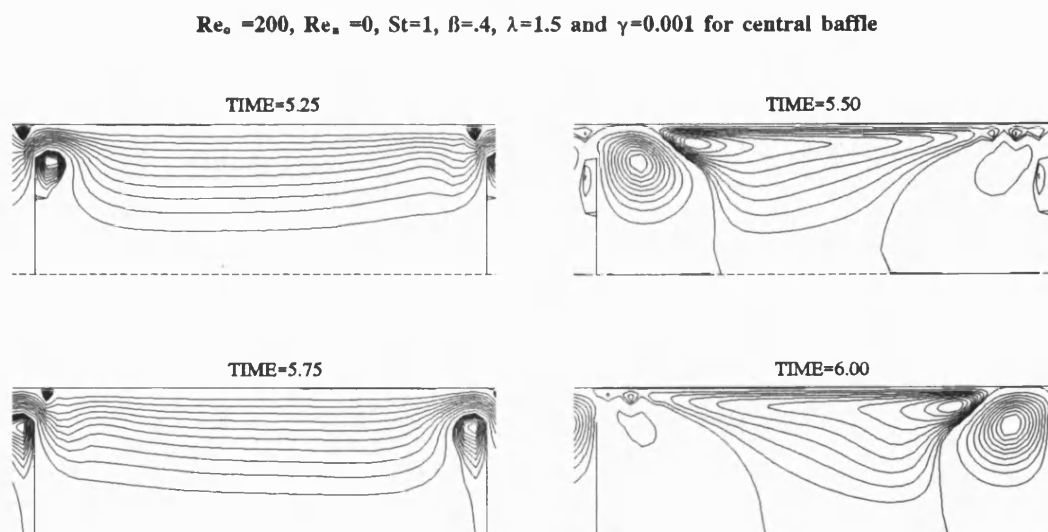 Reₒ =200, Reₙ =0, St=1, ß=.4, λ=1.5 and γ=0.001 for central baffle
TIME=5.25
TIME=5.50
TIME=5.75
TIME=6.00